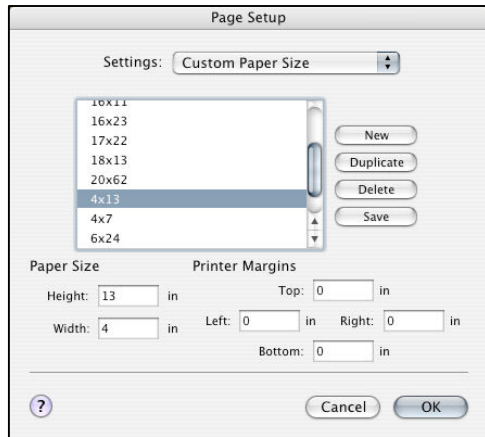 Page Setup
Settings: Custom Paper Size
16x11
16x23
17x22
18x13
20x62
4x13
4x7
6x24
New
Duplicate
Delete
Save
Paper Size
Height: 13 in
Width: 4 in
Printer Margins
Top: 0 in
Left: 0 in Right: 0 in
Bottom: 0 in
?
Cancel OK